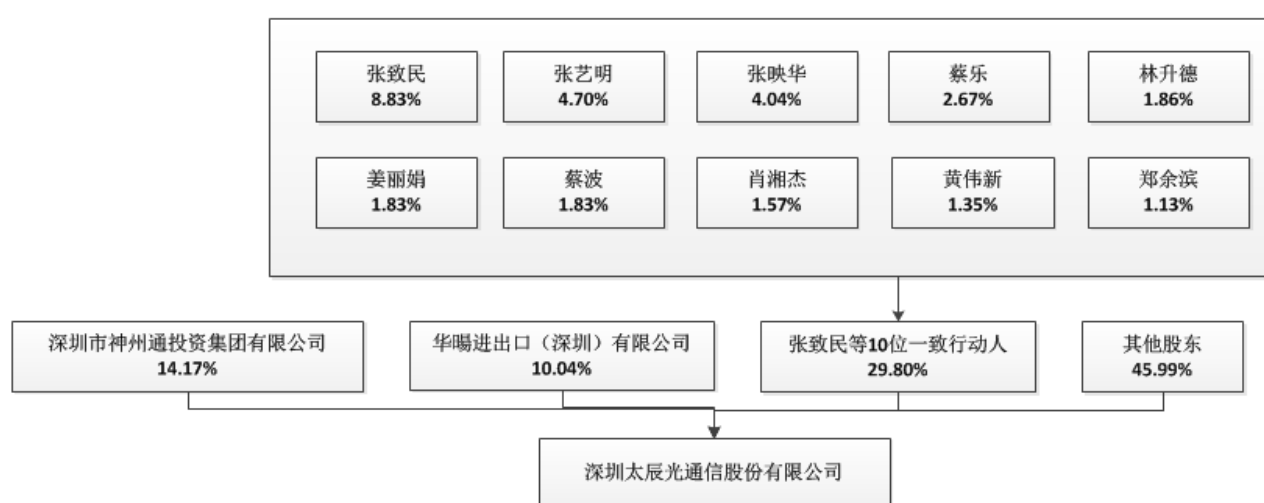 张致民
8.83%
张艺明
4.70%
张映华
4.04%
蔡乐
2.67%
林升德
1.86%
姜丽娟
1.83%
蔡波
1.83%
肖湘杰
1.57%
黄伟新
1.35%
郑余滨
1.13%
深圳市神州通投资集团有限公司
14.17%
华暘进出口（深圳）有限公司
10.04%
张致民等10位一致行动人
29.80%
其他股东
45.99%
深圳太辰光通信股份有限公司